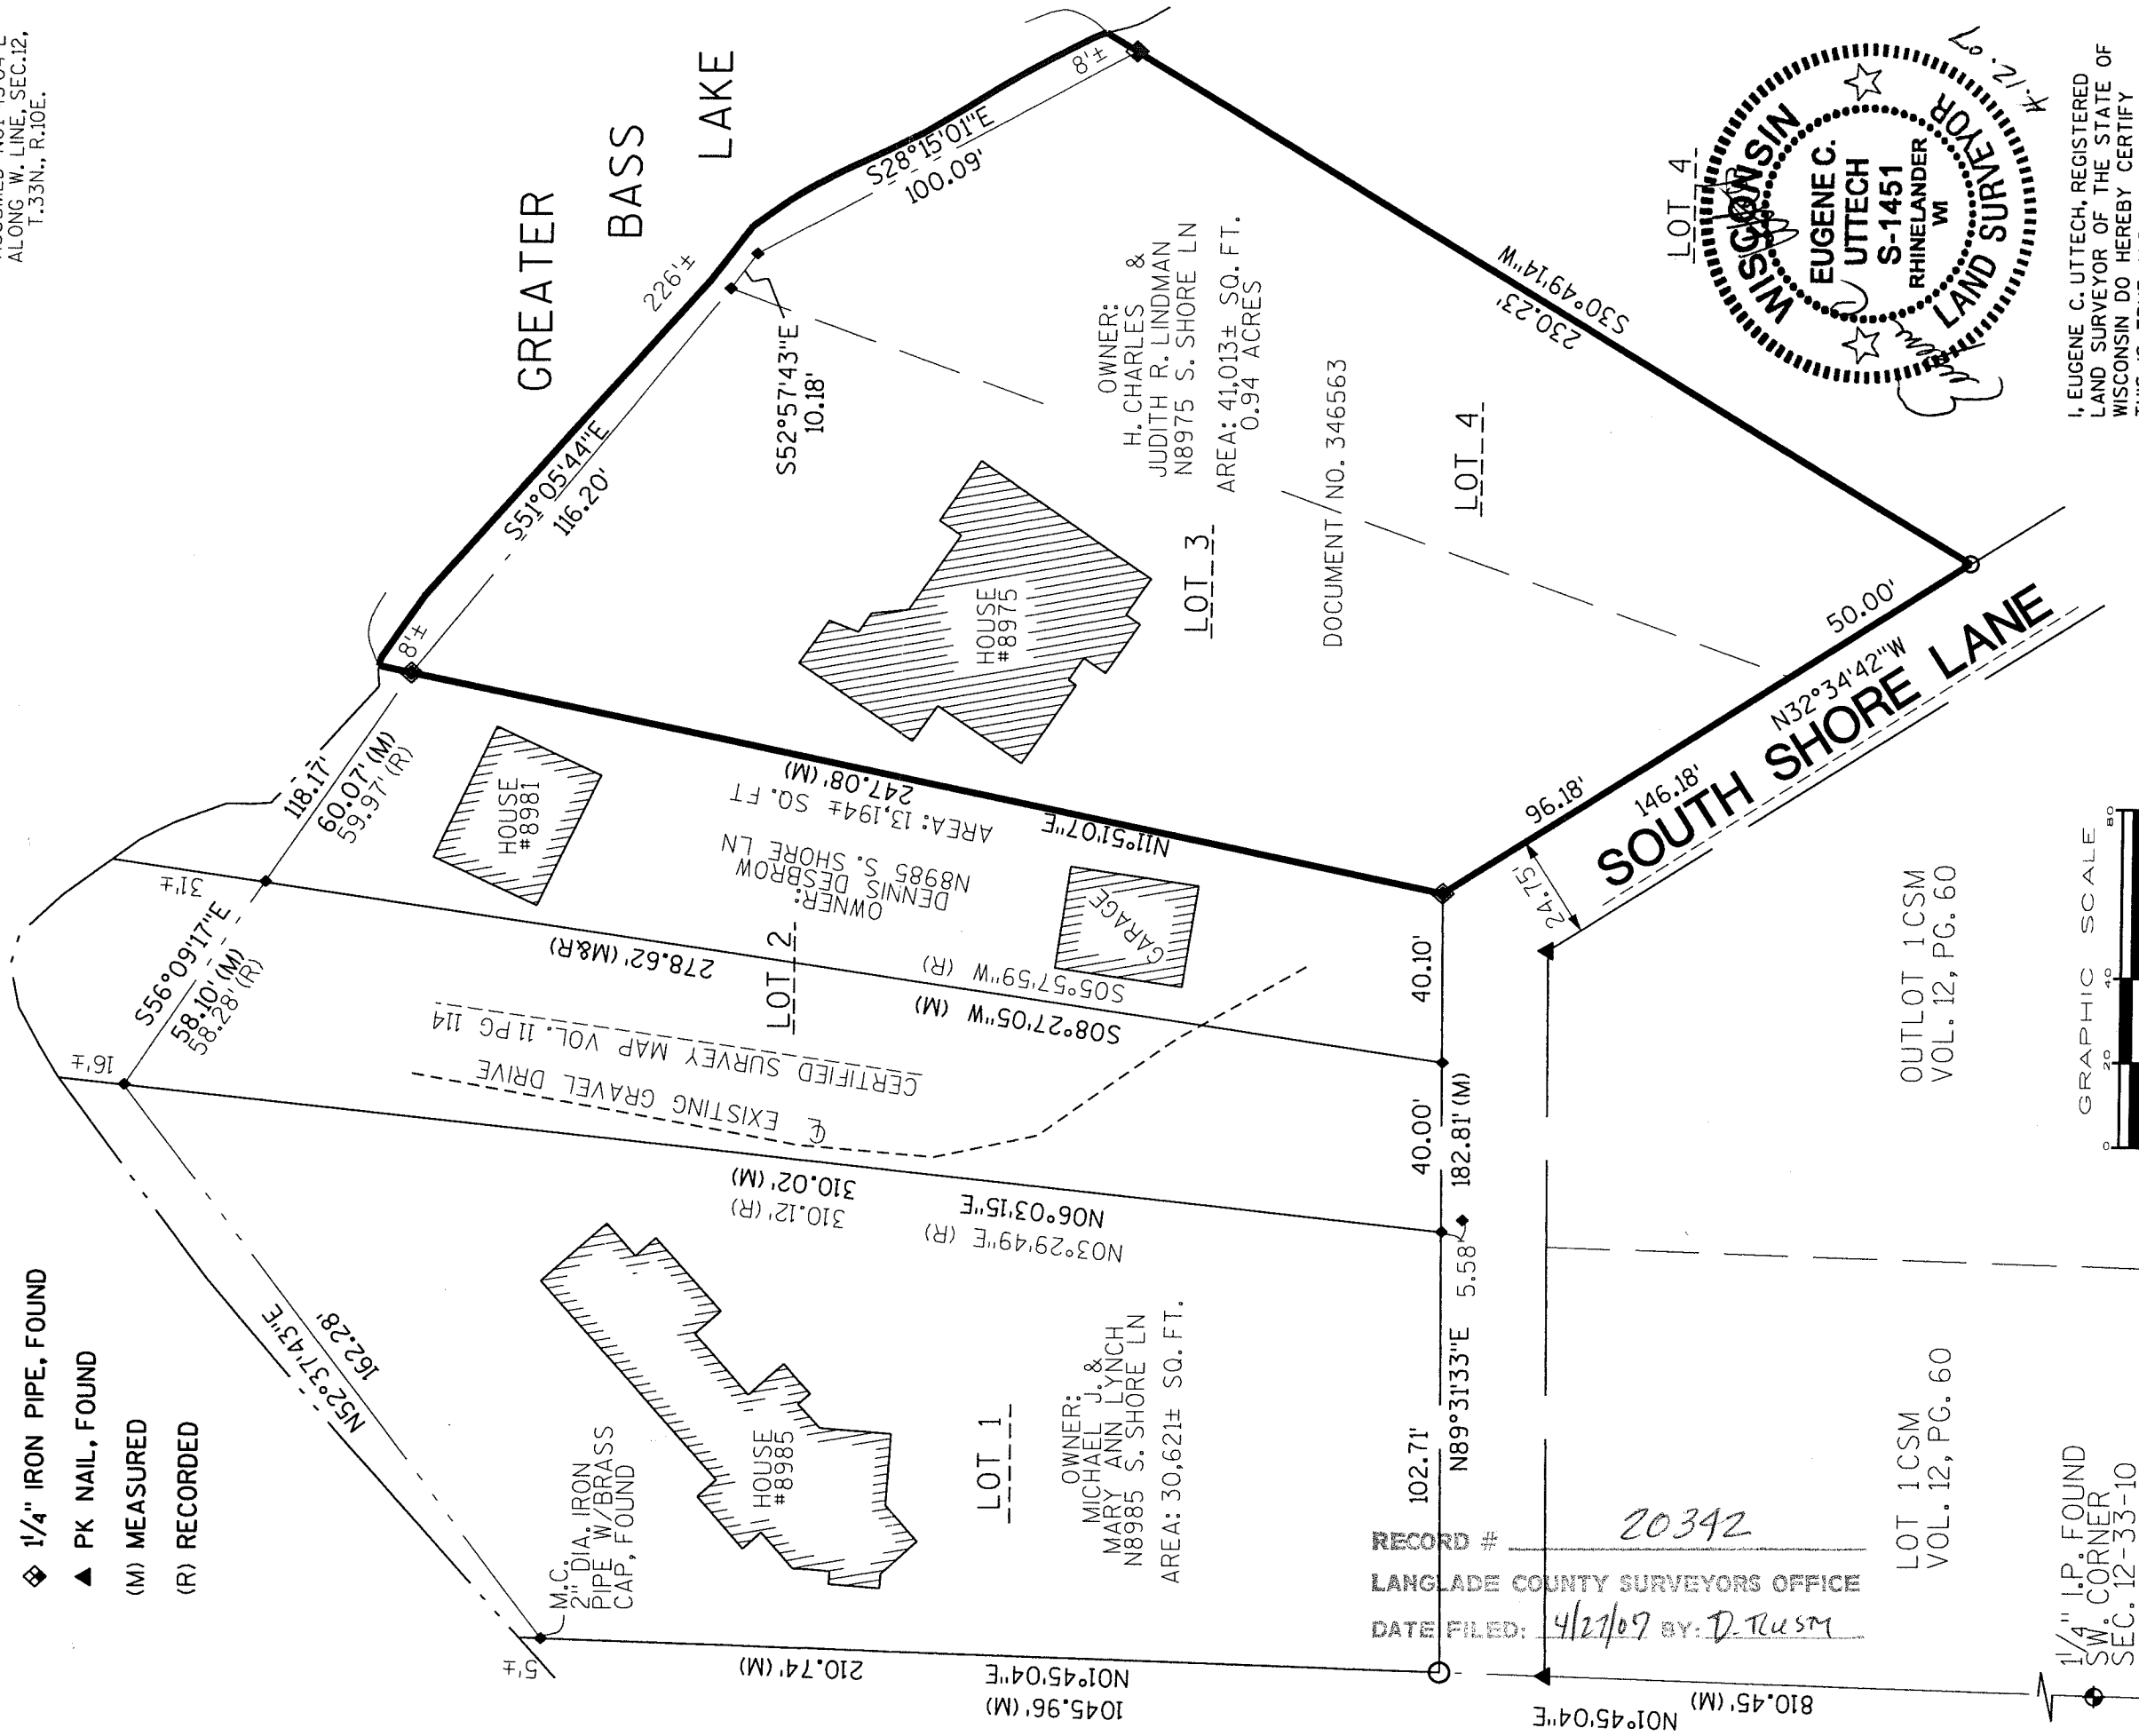 ALONG W. LINE, SEC.12,
T.33N., R.10E.
1 1/4" IRON PIPE, FOUND
PK NAIL, FOUND
(M) MEASURED
(R) RECORDED
GREATER
BASS
LAKE
226'±
8'±
S28°15'01"E
100.09'
S51°05'44"E
116.20'
S52°57'43"E
10.18'
8'±
118.17'
60.07' (M)
59.97' (R)
31'±
S56°09'17"E
58.10' (M)
58.28' (R)
16'±
N52°37'43"E
162.28'
M.C.
2" DIA. IRON
PIPE W/BRASS
CAP, FOUND
5'±
HOUSE
#8985
LOT 1
OWNER:
MICHAEL J. &
MARY ANN LYNCH
N8985 S. SHORE LN
AREA: 30,621± SQ. FT.
310.02' (M)
310.12' (R)
N06°03'15"E
N03°29'49"E (R)
℄ EXISTING GRAVEL DRIVE
CERTIFIED SURVEY MAP VOL. 11 PG 114
LOT 2
278.62' (M&R)
S08°27'05"W (M)
S05°57'59"W (R)
HOUSE
#8981
OWNER:
DENNIS DESBROW
N8985 S. SHORE LN
AREA: 13,194± SQ. FT
GARAGE
247.08' (M)
N11°51'07"E
HOUSE
#8975
LOT 3
OWNER:
H. CHARLES &
JUDITH R. LINDMAN
N8975 S. SHORE LN
AREA: 41,013± SQ. FT.
0.94 ACRES
DOCUMENT NO. 346563
LOT 4
S30°49'14"W
230.23'
LOT 4
WISCONSIN
EUGENE C.
UTTECH
S-1451
RHINELANDER
WI
LAND SURVEYOR
4.12.07
I, EUGENE C. UTTECH, REGISTERED
LAND SURVEYOR OF THE STATE OF
WISCONSIN DO HEREBY CERTIFY
50.00'
N32°34'42"W
96.18'
146.18'
SOUTH SHORE LANE
24.75'
40.10'
40.00'
182.81' (M)
5.58'
102.71'
N89°31'33"E
210.74' (M)
N01°45'04"E
1045.96' (M)
N01°45'04"E
810.45' (M)
RECORD # 20342
LANGLADE COUNTY SURVEYORS OFFICE
DATE FILED: 4/27/07 BY:
OUTLOT 1 CSM
VOL. 12, PG. 60
LOT 1 CSM
VOL. 12, PG. 60
GRAPHIC SCALE
0 20 40 80
1 1/4" I.P. FOUND
SW. CORNER
SEC. 12-33-10